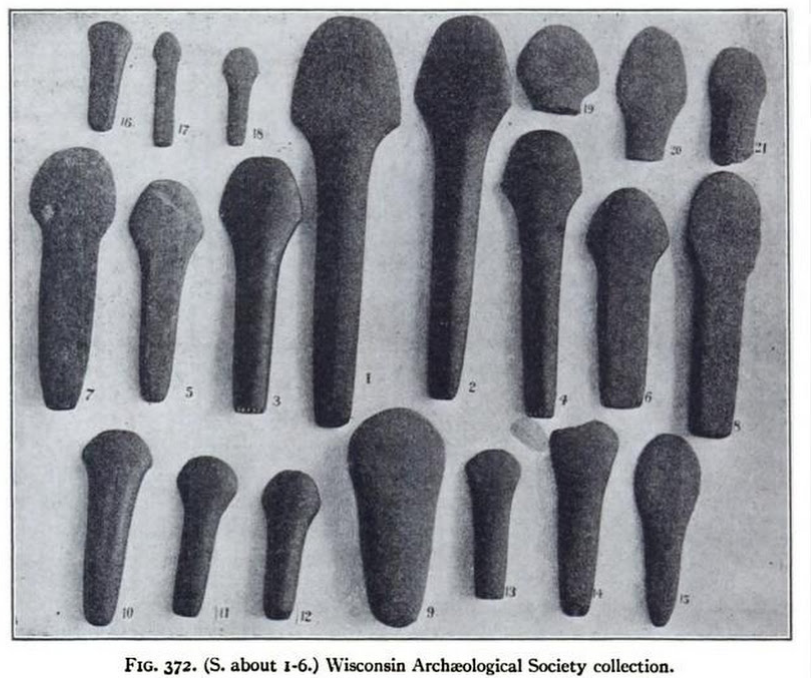 16 17 18 19 20 21
7 5 3 1 2 4 6 8
10 11 12 9 13 14 15
FIG. 372. (S. about 1-6.) Wisconsin Archæological Society collection.